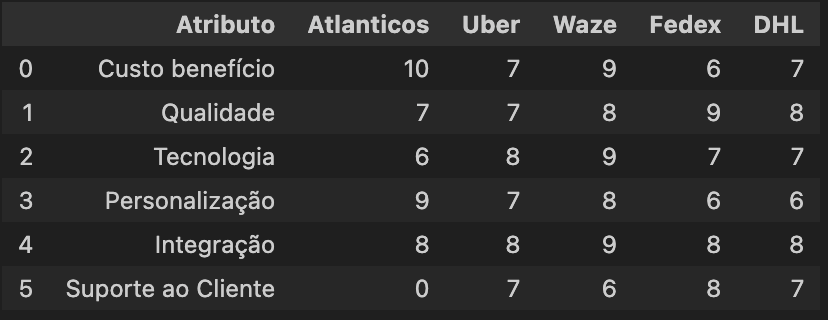 Atributo Atlanticos Uber Waze Fedex DHL
0 Custo benefício 10 7 9 6 7
1 Qualidade 7 7 8 9 8
2 Tecnologia 6 8 9 7 7
3 Personalização 9 7 8 6 6
4 Integração 8 8 9 8 8
5 Suporte ao Cliente 0 7 6 8 7